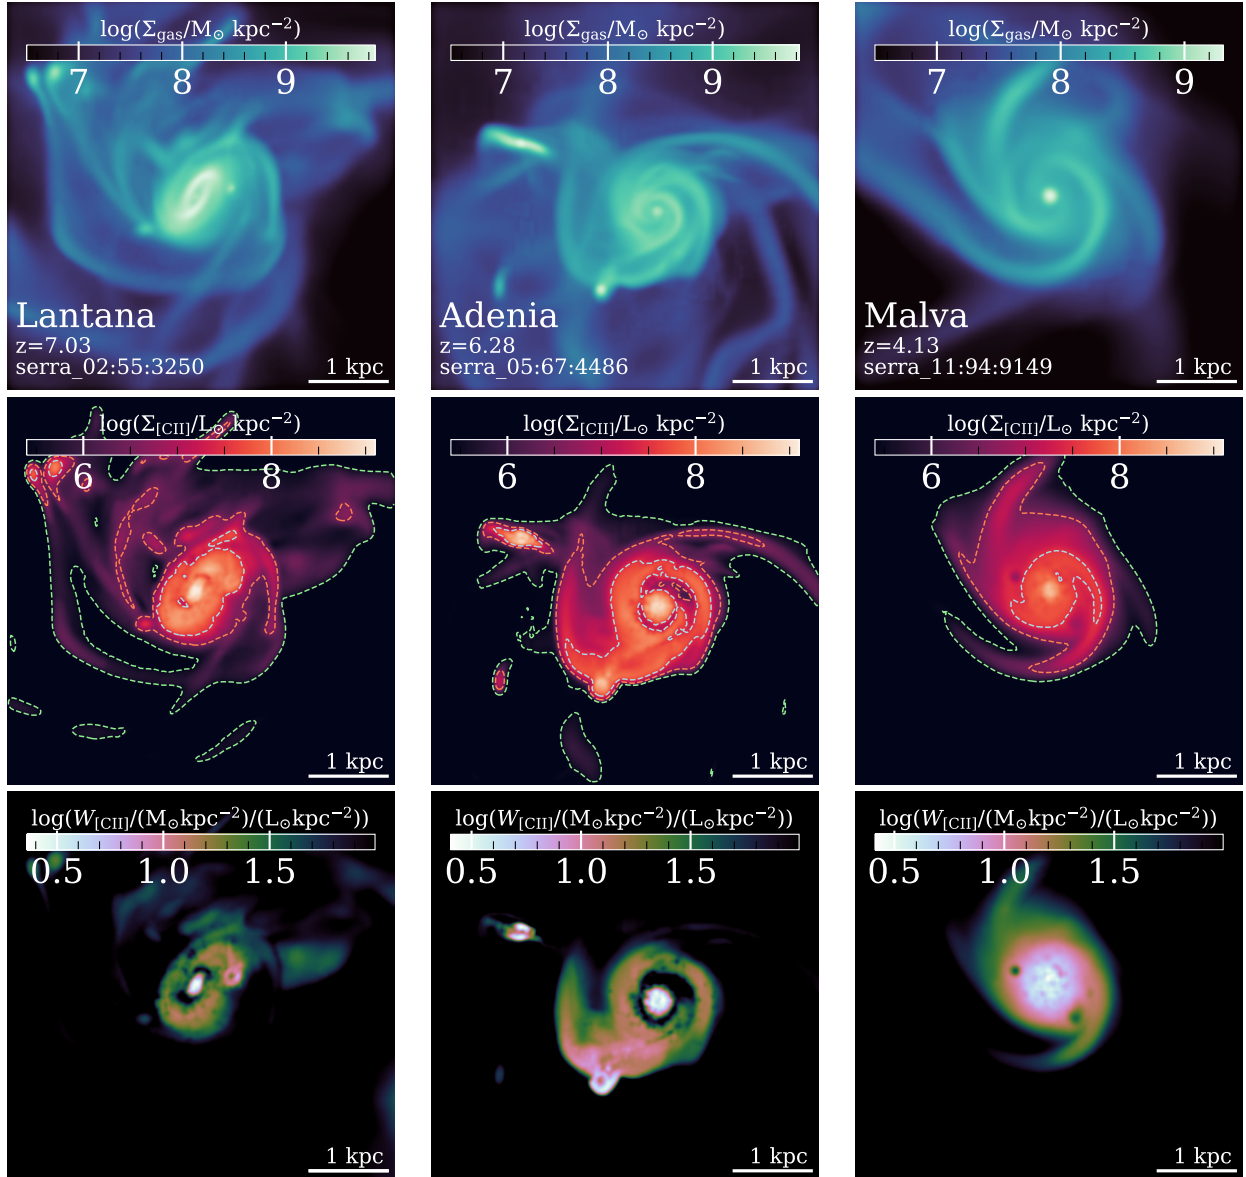 log(Σgas/M⊙ kpc−2)
7 8 9
Lantana
z=7.03
serra_02:55:3250
1 kpc
log(Σgas/M⊙ kpc−2)
7 8 9
Adenia
z=6.28
serra_05:67:4486
1 kpc
log(Σgas/M⊙ kpc−2)
7 8 9
Malva
z=4.13
serra_11:94:9149
1 kpc
log(Σ[CII]/L⊙ kpc−2)
6 8
1 kpc
log(Σ[CII]/L⊙ kpc−2)
6 8
1 kpc
log(Σ[CII]/L⊙ kpc−2)
6 8
1 kpc
log(W[CII]/(M⊙kpc−2)/(L⊙kpc−2))
0.5 1.0 1.5
1 kpc
log(W[CII]/(M⊙kpc−2)/(L⊙kpc−2))
0.5 1.0 1.5
1 kpc
log(W[CII]/(M⊙kpc−2)/(L⊙kpc−2))
0.5 1.0 1.5
1 kpc